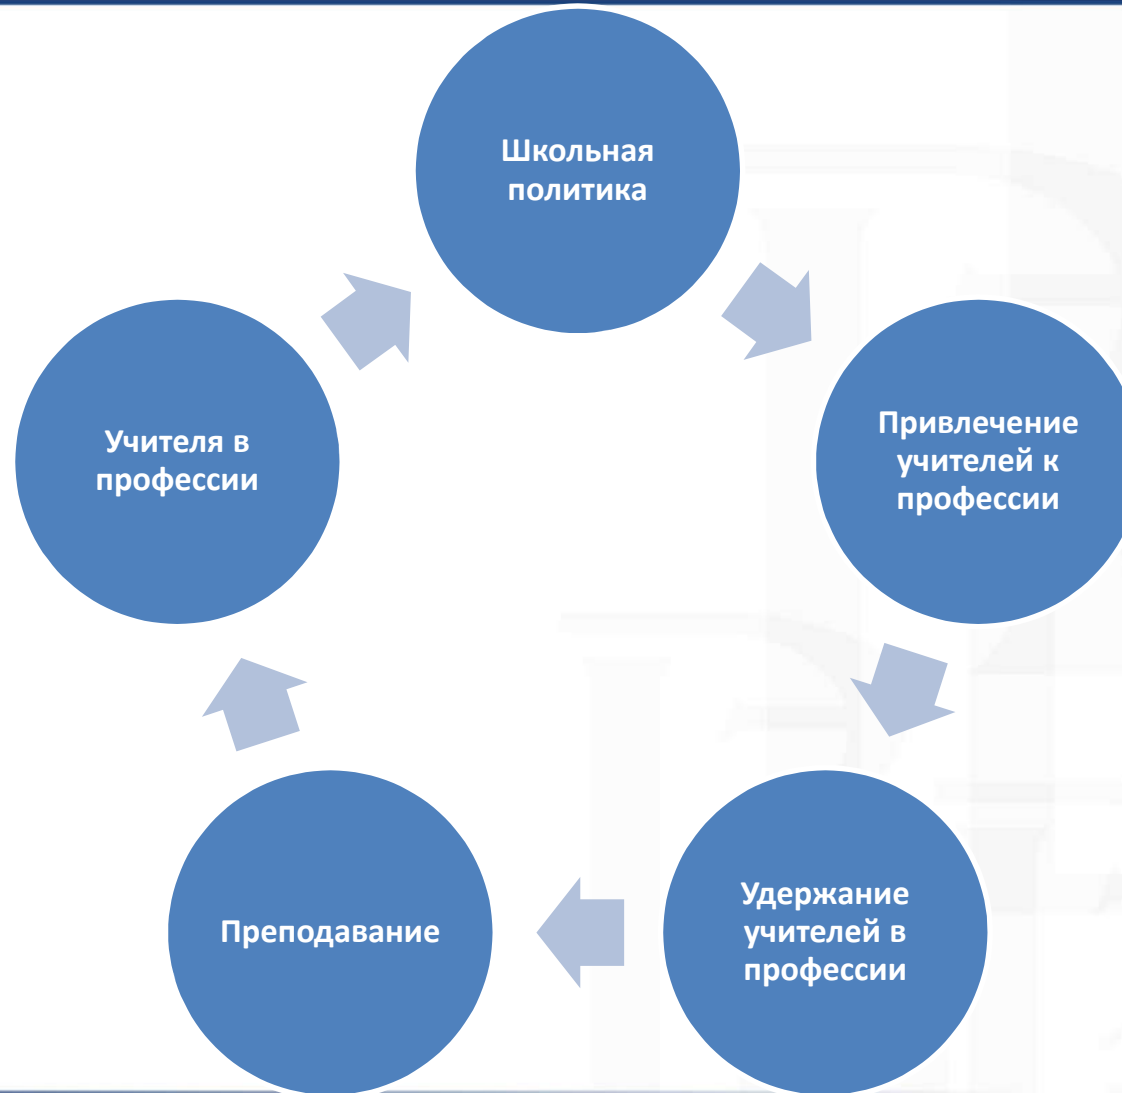 Школьная
политика
Привлечение
учителей к
профессии
Удержание
учителей в
профессии
Преподавание
Учителя в
профессии